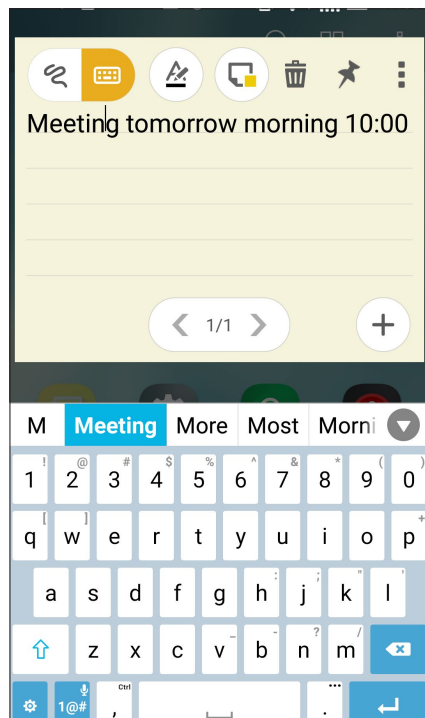 Meeting tomorrow morning 10:00
1/1
M Meeting More Most Morni
! @ # $ % ^ & * ( )
1 2 3 4 5 6 7 8 9 0
[ ] +
q w e r t y u i o p
: ; " '
a s d f g h j k l
_ - ? /
z x c v b n m
Ctrl ...
1@# , .